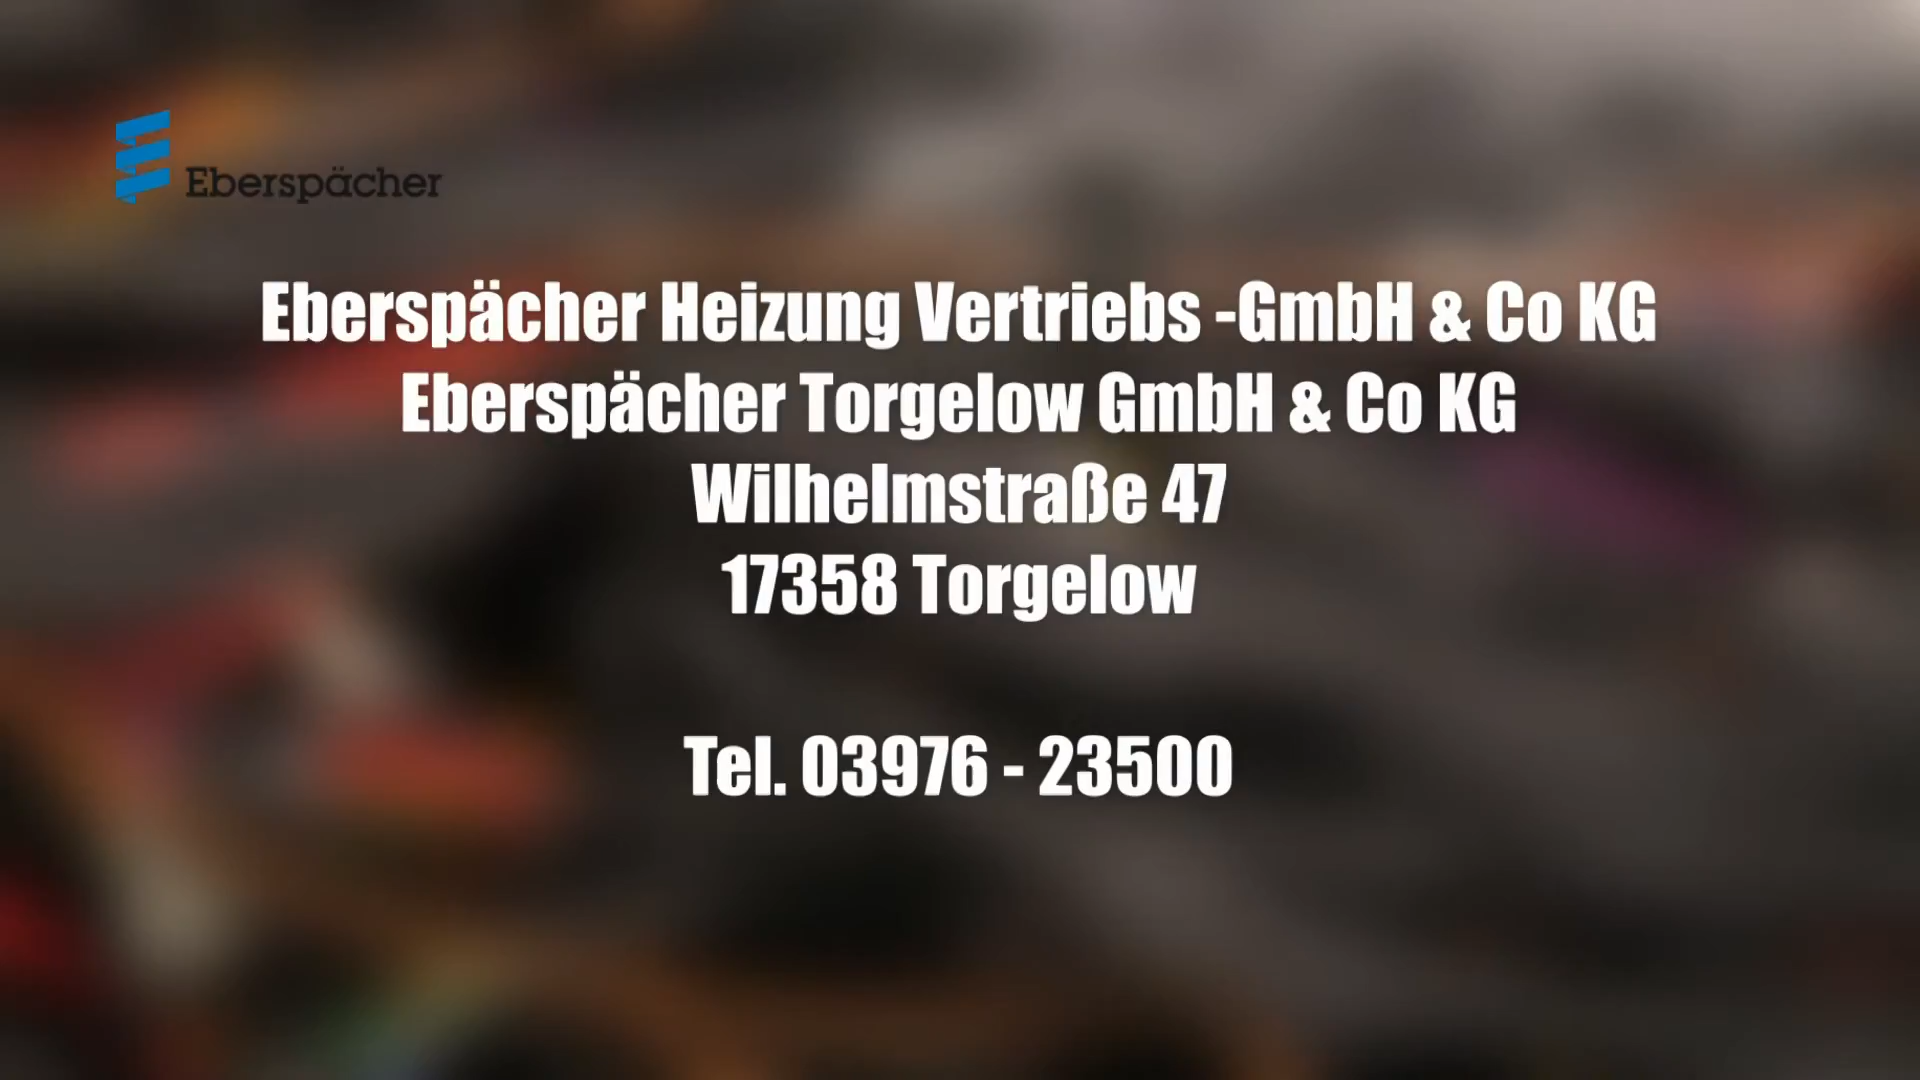 Eberspächer
Eberspächer Heizung Vertriebs -GmbH & Co KG
Eberspächer Torgelow GmbH & Co KG
Wilhelmstraße 47
17358 Torgelow
Tel. 03976 - 23500